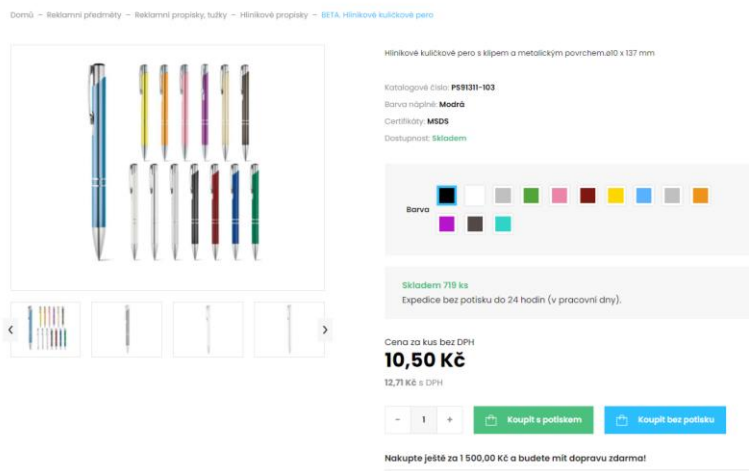 Domů – Reklamní předměty – Reklamní propisky, tužky – Hliníkové propisky – BETA. Hliníkové kuličkové pero
Hliníkové kuličkové pero s klipem a metalickým povrchem.ø10 x 137 mm
Katalogové číslo: PS91311-103
Barva náplně: Modrá
Certifikáty: MSDS
Dostupnost: Skladem
Barva
Skladem 719 ks
Expedice bez potisku do 24 hodin (v pracovní dny).
Cena za kus bez DPH
10,50 Kč
12,71 Kč s DPH
- 1 + Koupit s potiskem Koupit bez potisku
Nakupte ještě za 1 500,00 Kč a budete mít dopravu zdarma!